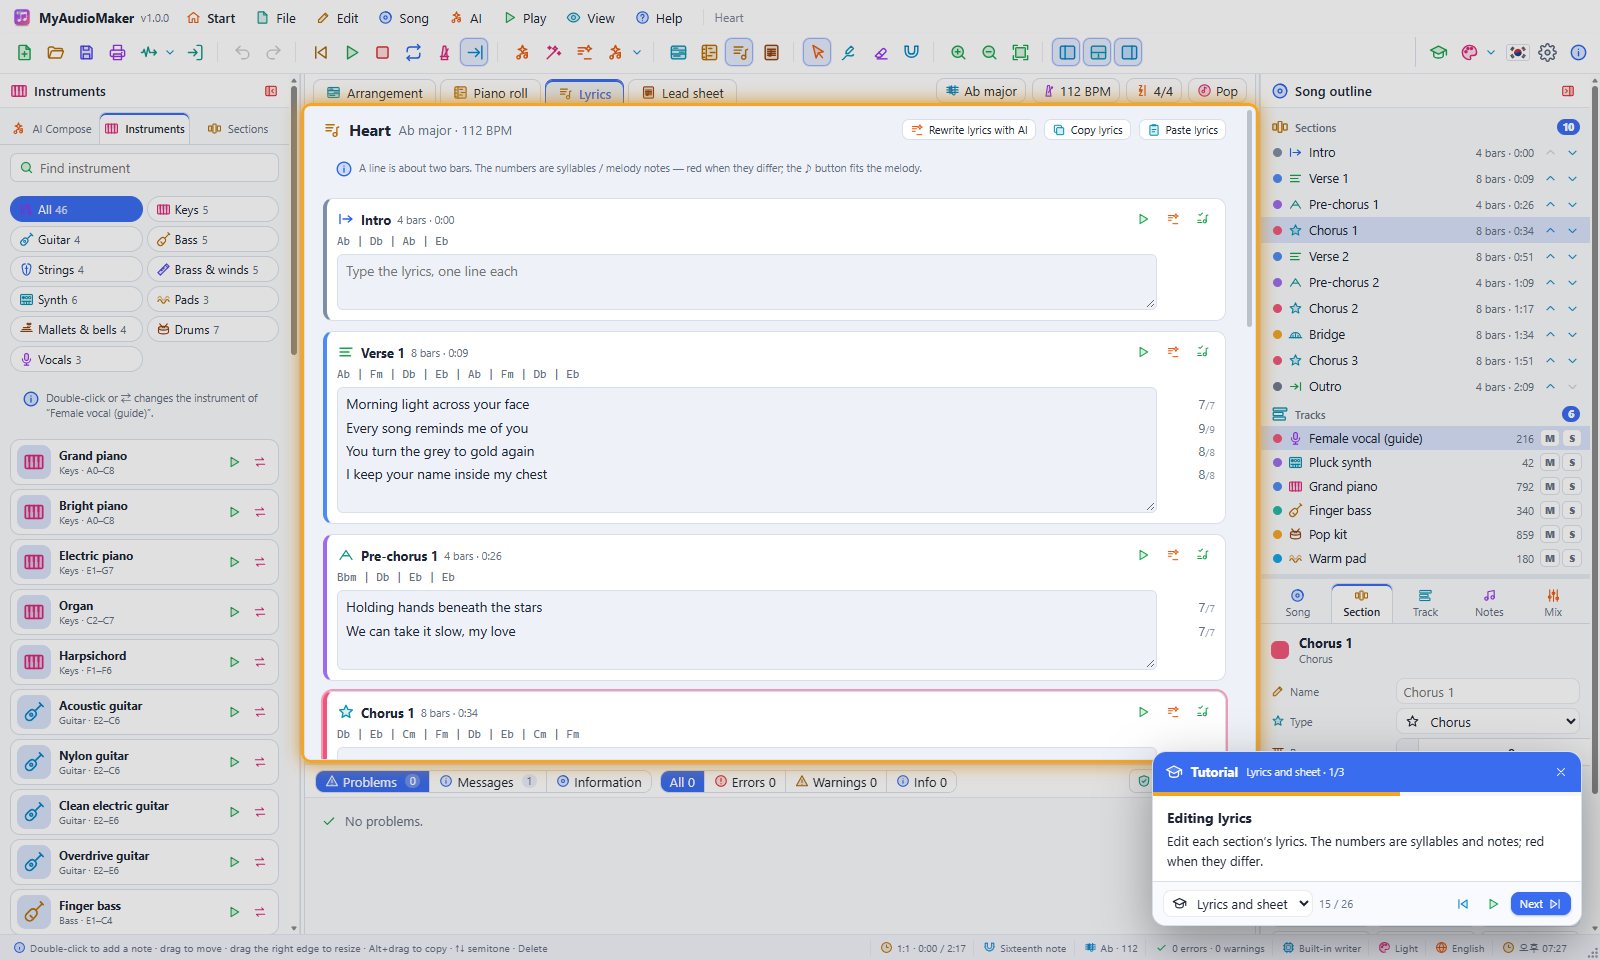 MyAudioMaker v1.0.0 Start File Edit Song AI Play View Help Heart
Instruments
AI Compose Instruments Sections
Find instrument
All 46 Keys 5
Guitar 4 Bass 5
Strings 4 Brass & winds 5
Synth 6 Pads 3
Mallets & bells 4 Drums 7
Vocals 3
Double-click or ⇄ changes the instrument of
"Female vocal (guide)".
Grand piano
Keys · A0–C8
Bright piano
Keys · A0–C8
Electric piano
Keys · E1–G7
Organ
Keys · C2–C7
Harpsichord
Keys · F1–F6
Acoustic guitar
Guitar · E2–C6
Nylon guitar
Guitar · E2–C6
Clean electric guitar
Guitar · E2–E6
Overdrive guitar
Guitar · E2–E6
Finger bass
Bass · E1–C4
Arrangement Piano roll Lyrics Lead sheet Ab major 112 BPM 4/4 Pop
Heart Ab major · 112 BPM Rewrite lyrics with AI Copy lyrics Paste lyrics
A line is about two bars. The numbers are syllables / melody notes — red when they differ; the ♪ button fits the melody.
Intro 4 bars · 0:00
Ab | Db | Ab | Eb
Type the lyrics, one line each
Verse 1 8 bars · 0:09
Ab | Fm | Db | Eb | Ab | Fm | Db | Eb
Morning light across your face 7/7
Every song reminds me of you 9/9
You turn the grey to gold again 8/8
I keep your name inside my chest 8/8
Pre-chorus 1 4 bars · 0:26
Bbm | Db | Eb | Eb
Holding hands beneath the stars 7/7
We can take it slow, my love 7/7
Chorus 1 8 bars · 0:34
Db | Eb | Cm | Fm | Db | Eb | Cm | Fm
Problems 0 Messages 1 Information All 0 Errors 0 Warnings 0 Info 0
No problems.
Song outline
Sections 10
Intro 4 bars · 0:00
Verse 1 8 bars · 0:09
Pre-chorus 1 4 bars · 0:26
Chorus 1 8 bars · 0:34
Verse 2 8 bars · 0:51
Pre-chorus 2 4 bars · 1:09
Chorus 2 8 bars · 1:17
Bridge 8 bars · 1:34
Chorus 3 8 bars · 1:51
Outro 4 bars · 2:09
Tracks 6
Female vocal (guide) 216 M S
Pluck synth 42 M S
Grand piano 792 M S
Finger bass 340 M S
Pop kit 859 M S
Warm pad 180 M S
Song Section Track Notes Mix
Chorus 1
Chorus
Name Chorus 1
Type Chorus
Tutorial Lyrics and sheet · 1/3
Editing lyrics
Edit each section's lyrics. The numbers are syllables and notes; red
when they differ.
Lyrics and sheet 15 / 26 Next
Double-click to add a note · drag to move · drag the right edge to resize · Alt+drag to copy · ↑↓ semitone · Delete 1:1 · 0:00 / 2:17 Sixteenth note Ab · 112 0 errors · 0 warnings Built-in writer Light English 오후 07:27